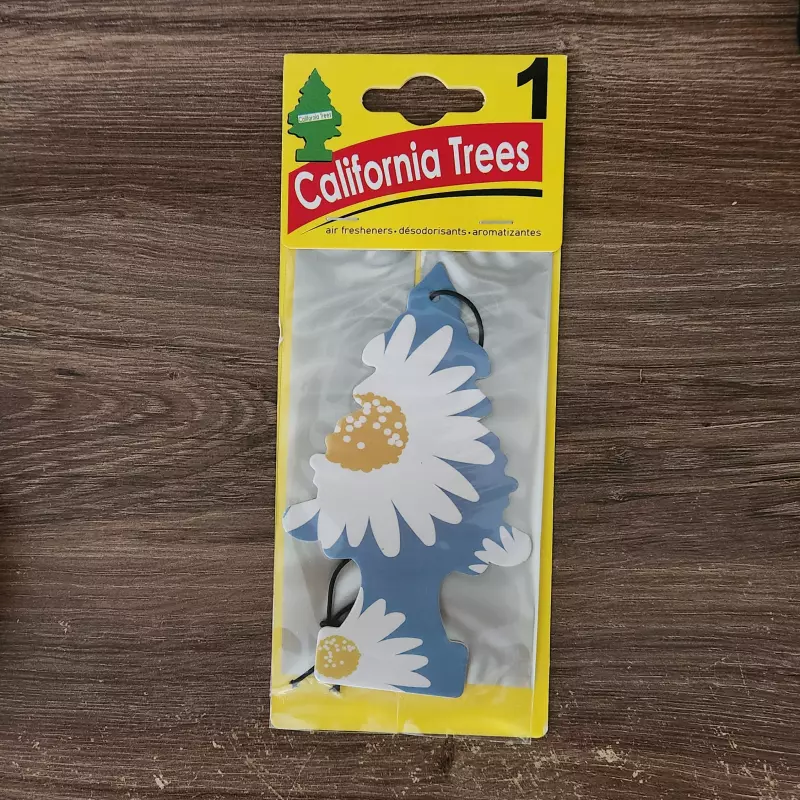 1
California Trees
California Trees
air fresheners • désodorisants • aromatizantes